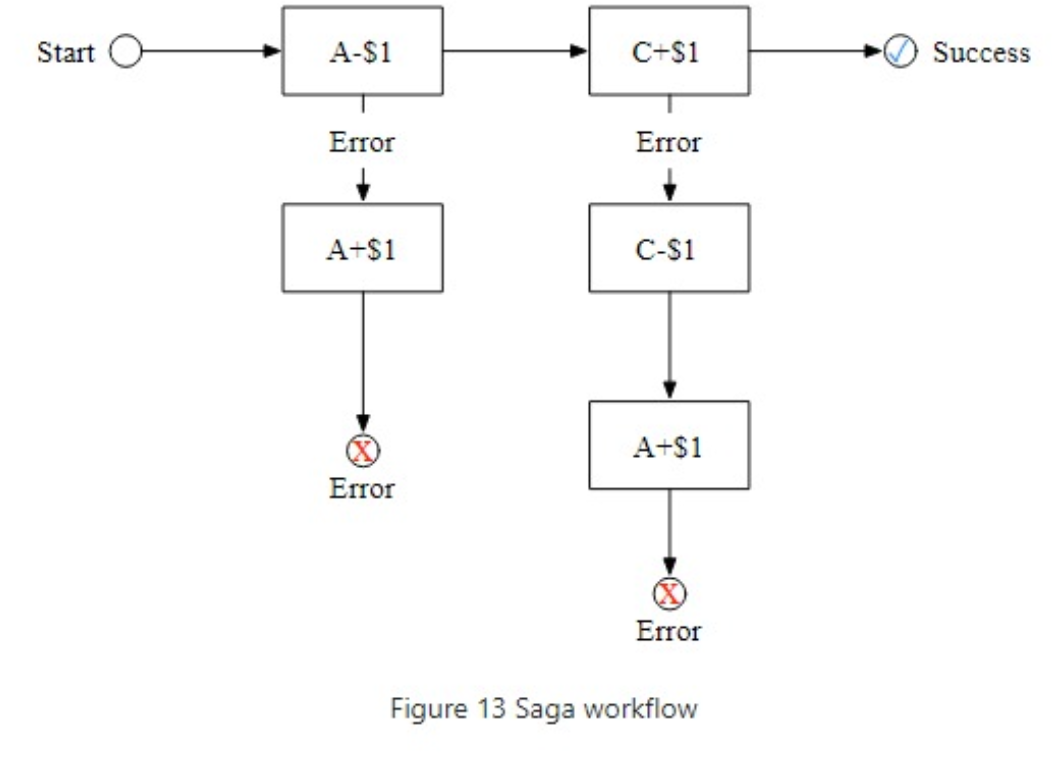 Start A-$1 C+$1 Success
Error Error
A+$1 C-$1
A+$1
Error
Error
Figure 13 Saga workflow